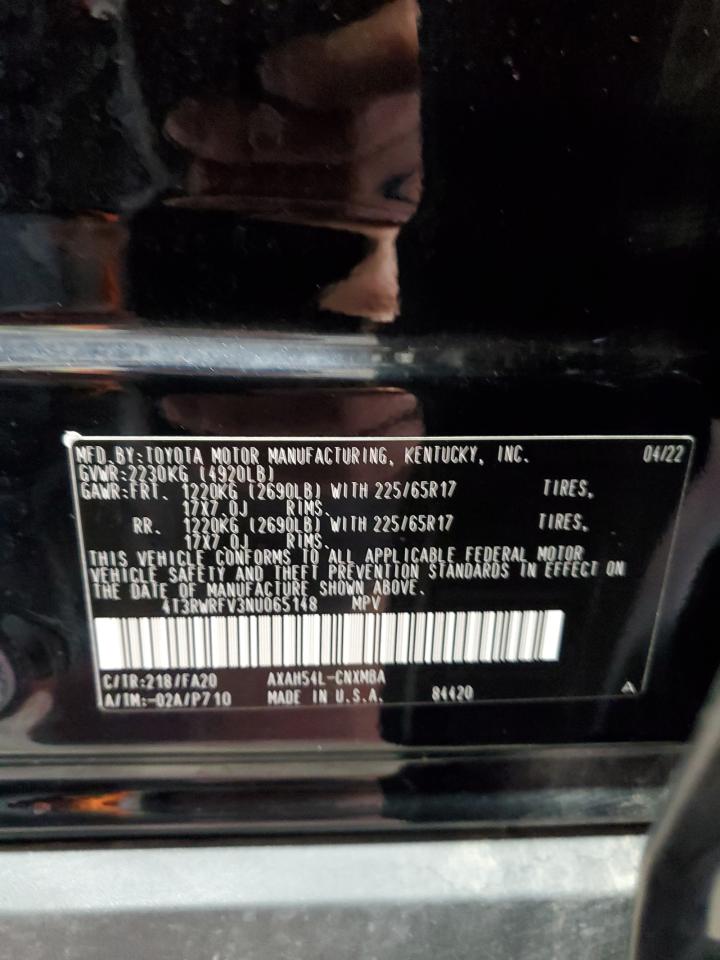 MFD.BY:TOYOTA MOTOR MANUFACTURING, KENTUCKY, INC. 04/22
GVWR:2230KG (4920LB)
GAWR:FRT. 1220KG (2690LB) WITH 225/65R17 TIRES,
17X7.0J RIMS.
RR. 1220KG (2690LB) WITH 225/65R17 TIRES,
17X7.0J RIMS.
THIS VEHICLE CONFORMS TO ALL APPLICABLE FEDERAL MOTOR
VEHICLE SAFETY AND THEFT PREVENTION STANDARDS IN EFFECT ON
THE DATE OF MANUFACTURE SHOWN ABOVE.
4T3RWRFV3NU065148 MPV
C/TR:218/FA20 AXAH54L-CNXMBA
A/TM:-02A/P710 MADE IN U.S.A. 84420 A